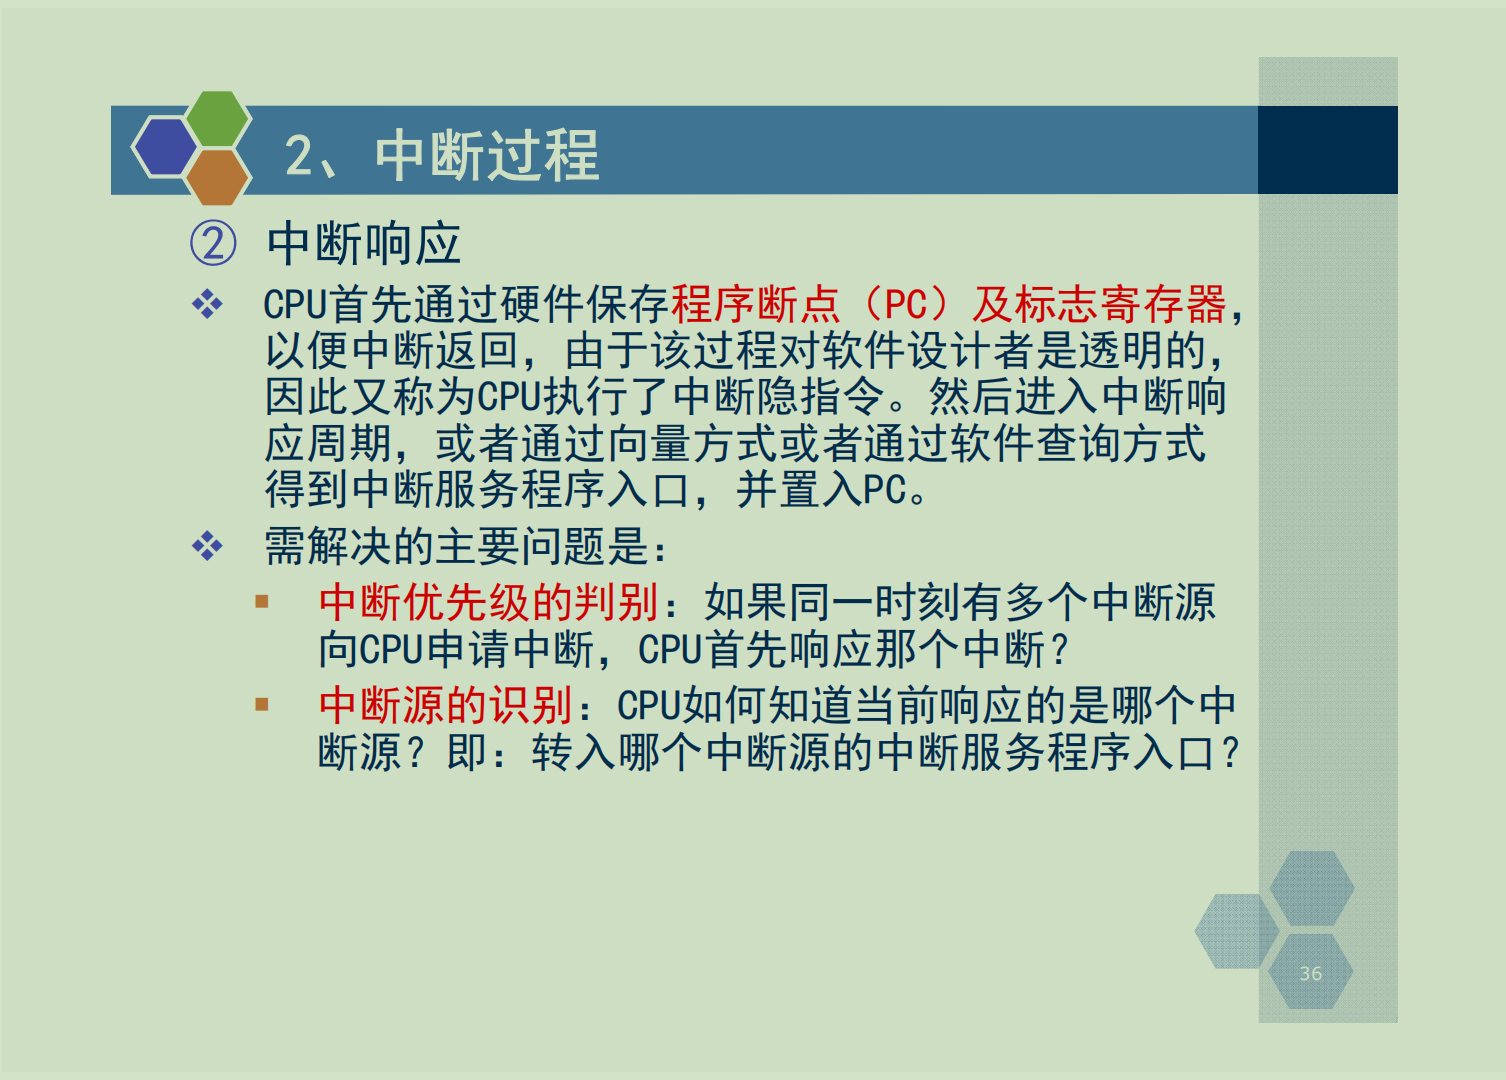 2、中断过程
② 中断响应
CPU首先通过硬件保存程序断点（PC）及标志寄存器，
以便中断返回，由于该过程对软件设计者是透明的，
因此又称为CPU执行了中断隐指令。然后进入中断响
应周期，或者通过向量方式或者通过软件查询方式
得到中断服务程序入口，并置入PC。
需解决的主要问题是：
中断优先级的判别：如果同一时刻有多个中断源
向CPU申请中断，CPU首先响应那个中断？
中断源的识别：CPU如何知道当前响应的是哪个中
断源？即：转入哪个中断源的中断服务程序入口？
36